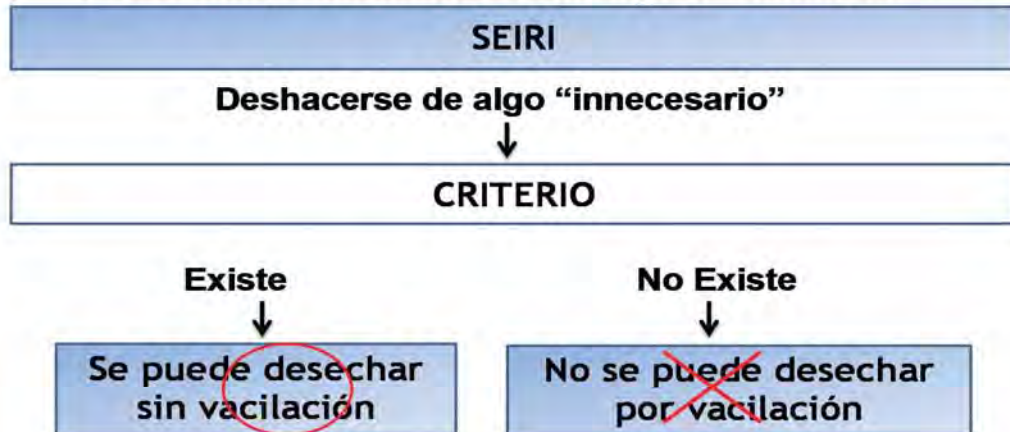 SEIRI
Deshacerse de algo “innecesario”
CRITERIO
Existe
No Existe
Se puede desechar
sin vacilación
No se puede desechar
por vacilación